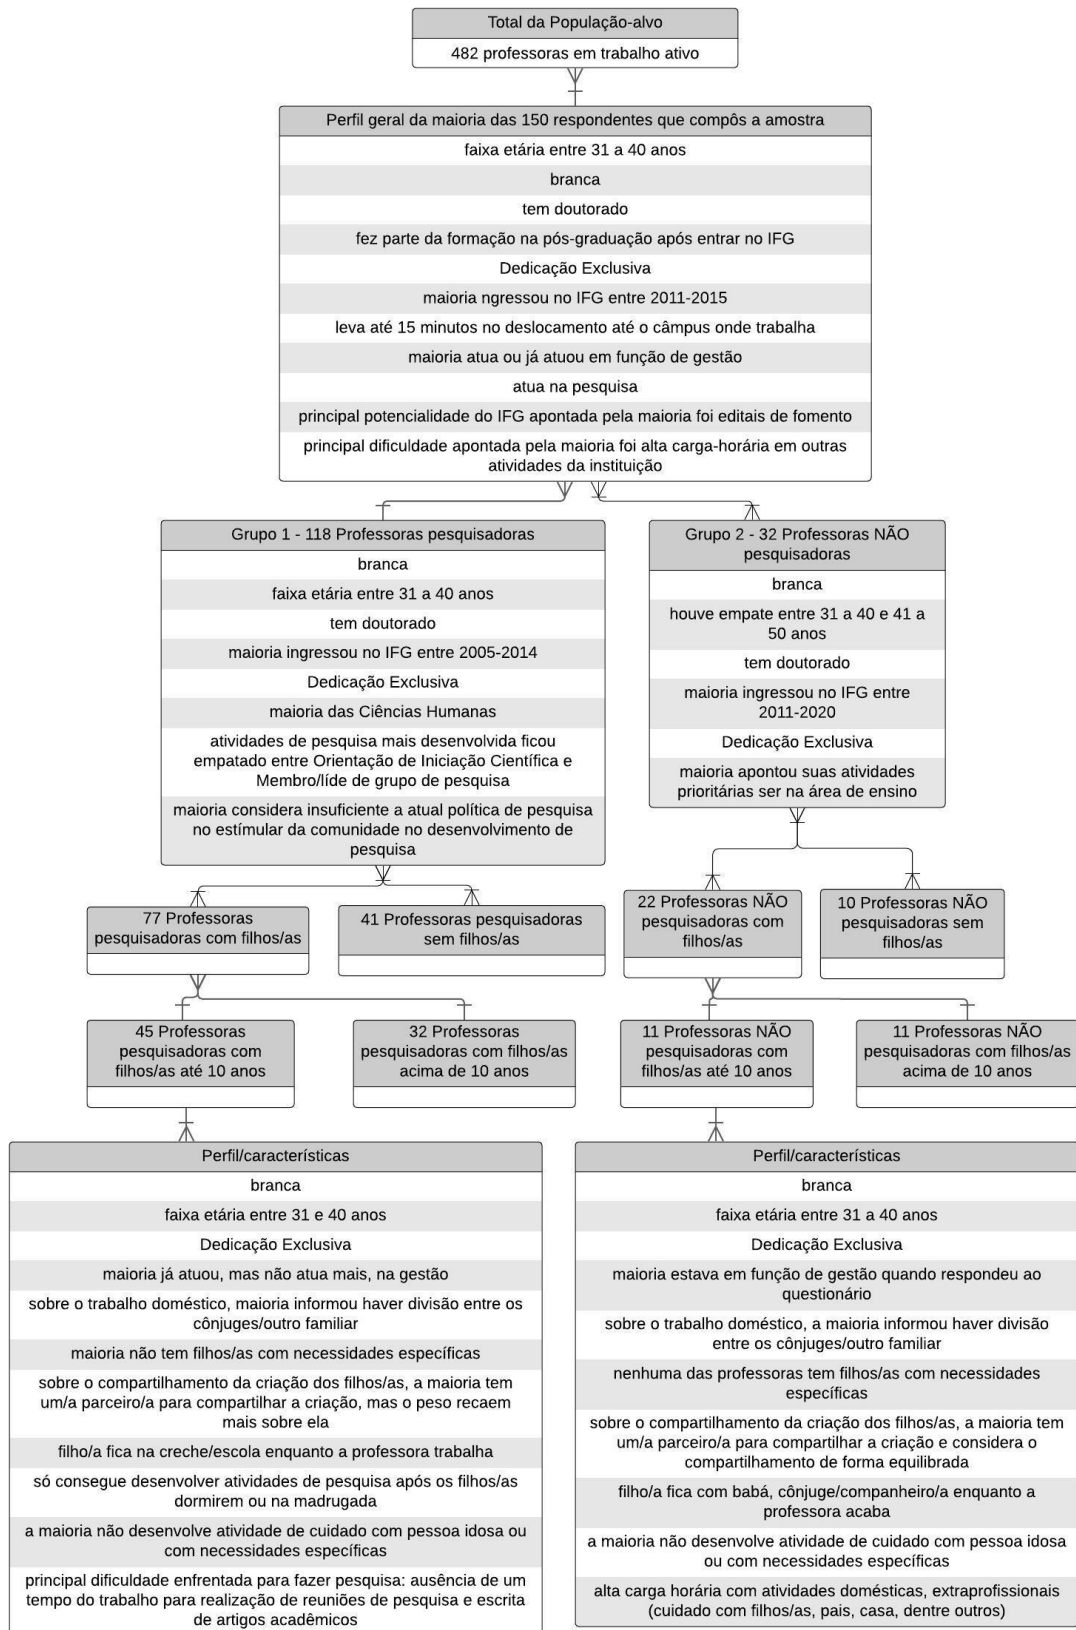 Total da População-alvo
482 professoras em trabalho ativo
Perfil geral da maioria das 150 respondentes que compôs a amostra
faixa etária entre 31 a 40 anos
branca
tem doutorado
fez parte da formação na pós-graduação após entrar no IFG
Dedicação Exclusiva
maioria ngressou no IFG entre 2011-2015
leva até 15 minutos no deslocamento até o câmpus onde trabalha
maioria atua ou já atuou em função de gestão
atua na pesquisa
principal potencialidade do IFG apontada pela maioria foi editais de fomento
principal dificuldade apontada pela maioria foi alta carga-horária em outras
atividades da instituição
Grupo 1 - 118 Professoras pesquisadoras
branca
faixa etária entre 31 a 40 anos
tem doutorado
maioria ingressou no IFG entre 2005-2014
Dedicação Exclusiva
maioria das Ciências Humanas
atividades de pesquisa mais desenvolvida ficou
empatado entre Orientação de Iniciação Científica e
Membro/líde de grupo de pesquisa
maioria considera insuficiente a atual política de pesquisa
no estímular da comunidade no desenvolvimento de
pesquisa
Grupo 2 - 32 Professoras NÃO
pesquisadoras
branca
houve empate entre 31 a 40 e 41 a
50 anos
tem doutorado
maioria ingressou no IFG entre
2011-2020
Dedicação Exclusiva
maioria apontou suas atividades
prioritárias ser na área de ensino
77 Professoras
pesquisadoras com filhos/as
41 Professoras pesquisadoras
sem filhos/as
22 Professoras NÃO
pesquisadoras com
filhos/as
10 Professoras NÃO
pesquisadoras sem
filhos/as
45 Professoras
pesquisadoras com
filhos/as até 10 anos
32 Professoras
pesquisadoras com filhos/as
acima de 10 anos
11 Professoras NÃO
pesquisadoras com
filhos/as até 10 anos
11 Professoras NÃO
pesquisadoras com filhos/as
acima de 10 anos
Perfil/características
branca
faixa etária entre 31 e 40 anos
Dedicação Exclusiva
maioria já atuou, mas não atua mais, na gestão
sobre o trabalho doméstico, maioria informou haver divisão entre os
cônjuges/outro familiar
maioria não tem filhos/as com necessidades específicas
sobre o compartilhamento da criação dos filhos/as, a maioria tem
um/a parceiro/a para compartilhar a criação, mas o peso recaem
mais sobre ela
filho/a fica na creche/escola enquanto a professora trabalha
só consegue desenvolver atividades de pesquisa após os filhos/as
dormirem ou na madrugada
a maioria não desenvolve atividade de cuidado com pessoa idosa ou
com necessidades específicas
principal dificuldade enfrentada para fazer pesquisa: ausência de um
tempo do trabalho para realização de reuniões de pesquisa e escrita
de artigos acadêmicos
Perfil/características
branca
faixa etária entre 31 a 40 anos
Dedicação Exclusiva
maioria estava em função de gestão quando respondeu ao
questionário
sobre o trabalho doméstico, a maioria informou haver divisão
entre os cônjuges/outro familiar
nenhuma das professoras tem filhos/as com necessidades
específicas
sobre o compartilhamento da criação dos filhos/as, a maioria tem
um/a parceiro/a para compartilhar a criação e considera o
compartilhamento de forma equilibrada
filho/a fica com babá, cônjuge/companheiro/a enquanto a
professora acaba
a maioria não desenvolve atividade de cuidado com pessoa idosa
ou com necessidades específicas
alta carga horária com atividades domésticas, extraprofissionais
(cuidado com filhos/as, pais, casa, dentre outros)